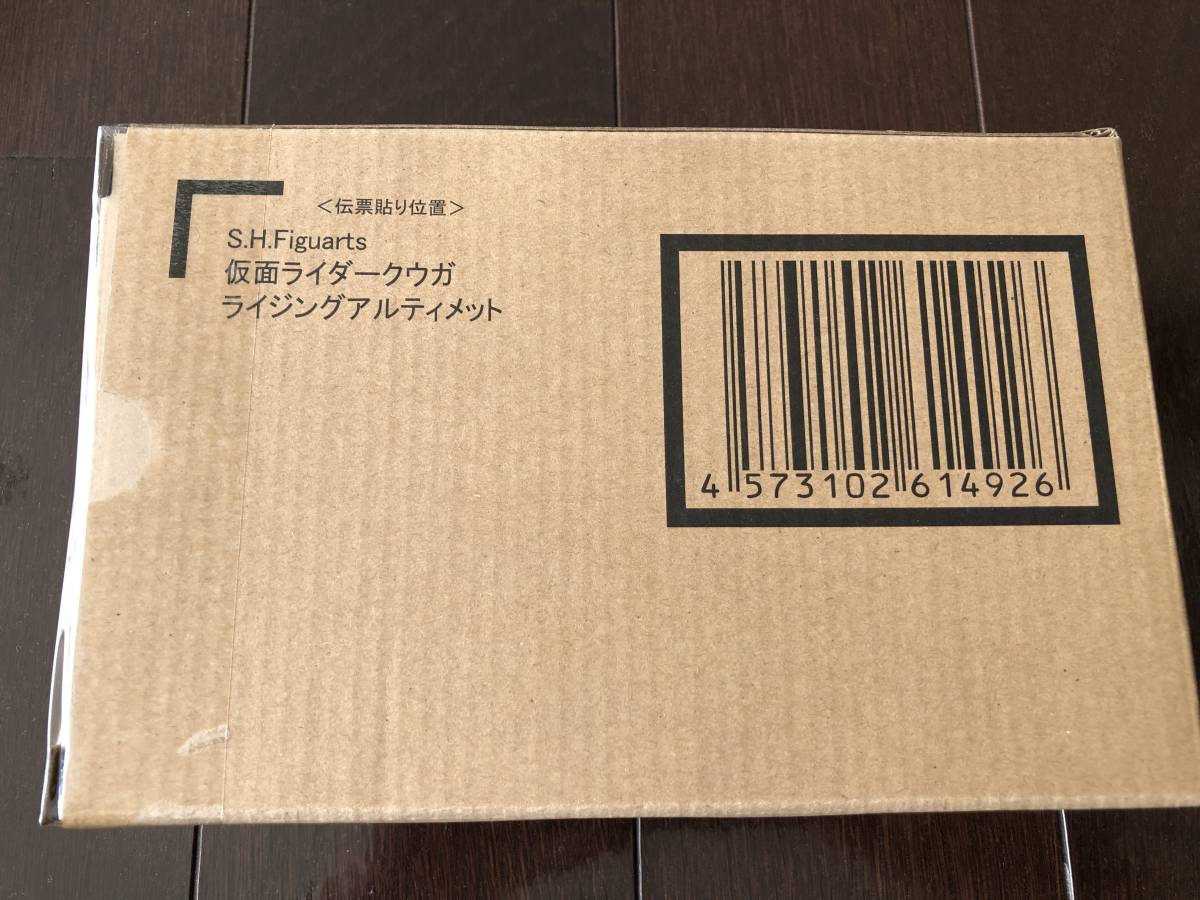 <伝票貼り位置>
S.H.Figuarts
仮面ライダークウガ
ライジングアルティメット
4 573102 614926